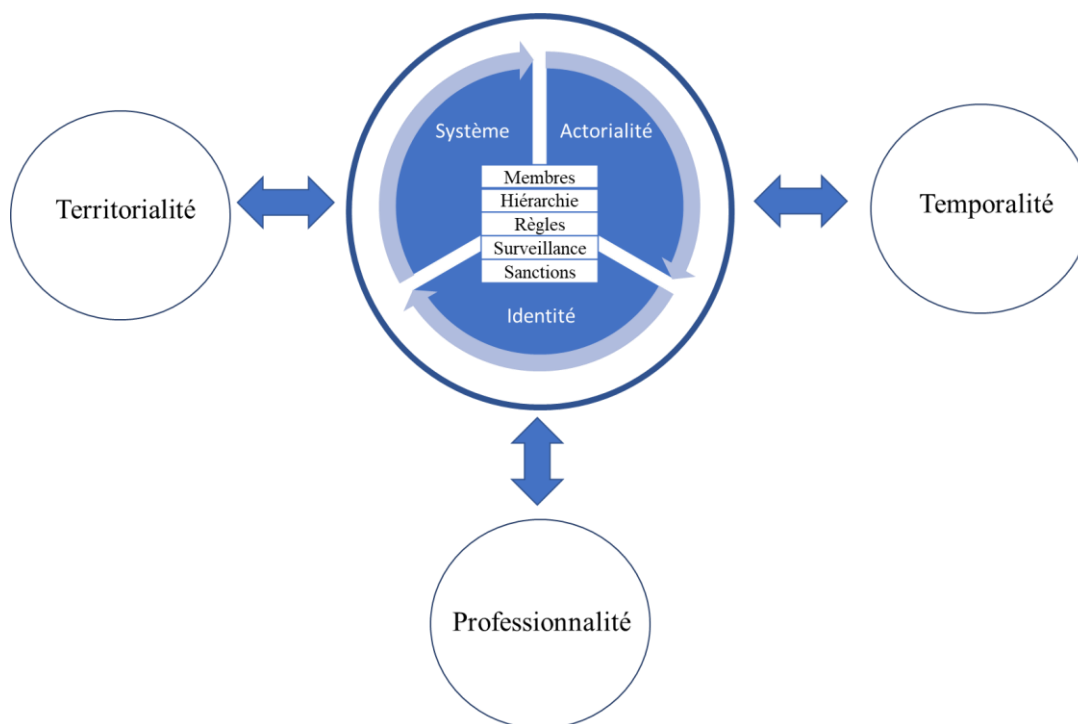 Système
Actorialité
Territorialité
Membres
Hiérarchie
Règles
Surveillance
Sanctions
Temporalité
Identité
Professionnalité